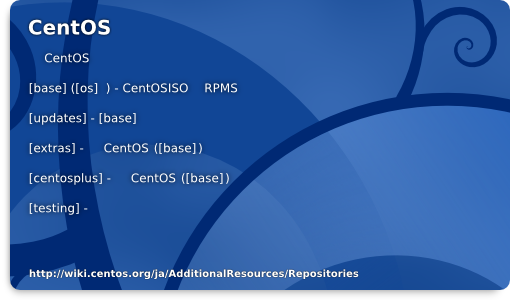 CentOS
CentOS
[base] ([os] ) - CentOSISO RPMS
[updates] - [base]
[extras] - CentOS ([base])
[centosplus] - CentOS ([base])
[testing] -
http://wiki.centos.org/ja/AdditionalResources/Repositories